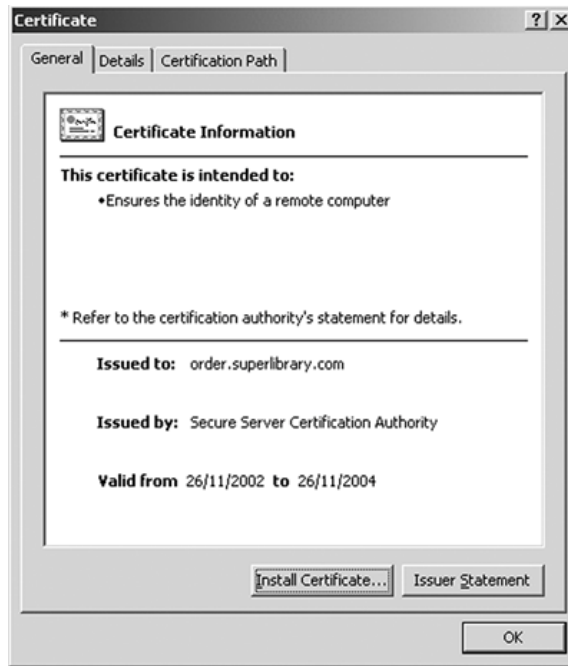 Certificate
General Details Certification Path
Certificate Information
This certificate is intended to:
•Ensures the identity of a remote computer
* Refer to the certification authority's statement for details.
Issued to: order.superlibrary.com
Issued by: Secure Server Certification Authority
Valid from 26/11/2002 to 26/11/2004
Install Certificate... Issuer Statement
OK